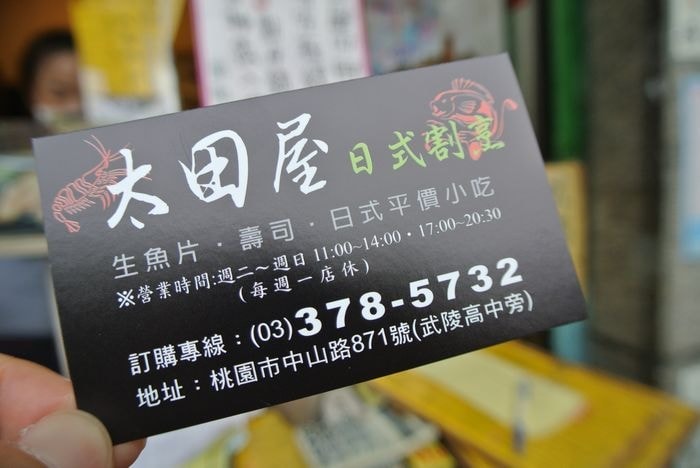 太田屋 日式割烹
生魚片．壽司．日式平價小吃
※營業時間:週二～週日 11:00~14:00・17:00~20:30
(每週一店休)
訂購專線：(03)378-5732
地址：桃園市中山路871號(武陵高中旁)